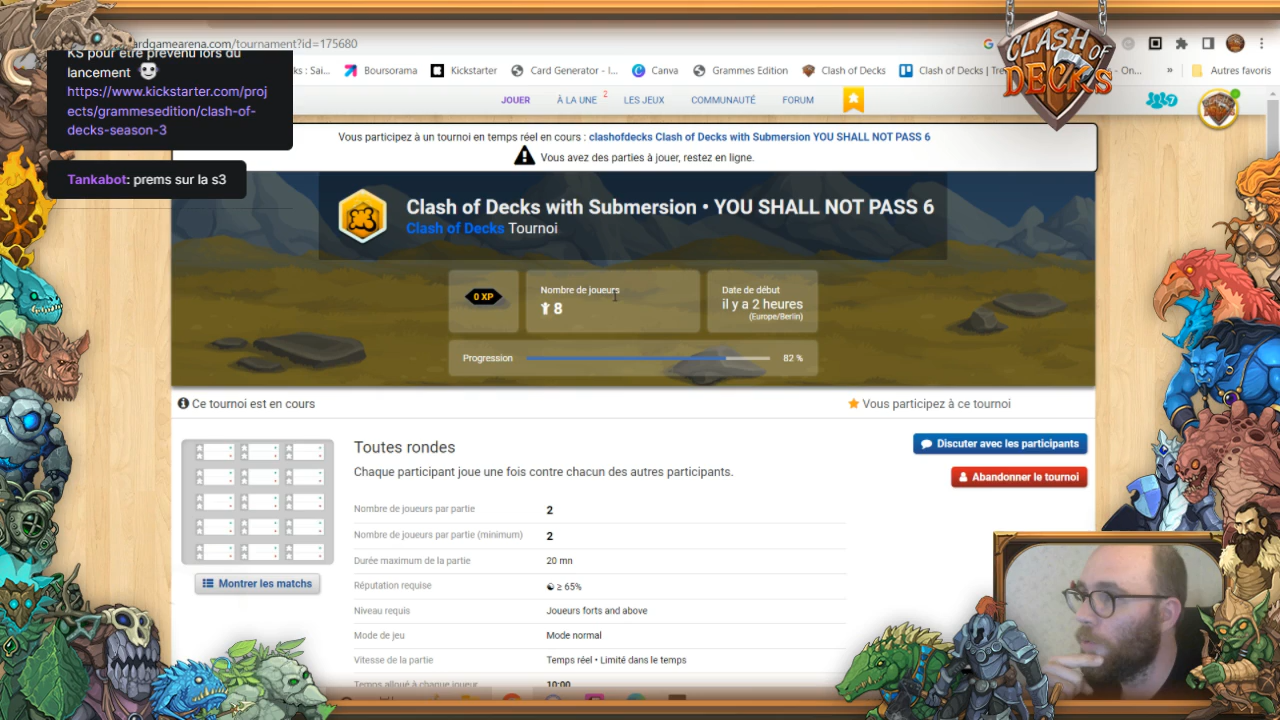 ardgamearena.com/tournament?id=175680
KS pour être prévenu lors du
lancement
https://www.kickstarter.com/proj
ects/grammesedition/clash-of-
decks-season-3
Tankabot: prems sur la s3
CLASH OF
DECKS
ks : Sai...
Boursorama
Kickstarter
Card Generator - I...
Canva
Grammes Edition
Clash of Decks
Clash of Decks | Tre
- On...
»
Autres favoris
JOUER
À LA UNE 2
LES JEUX
COMMUNAUTÉ
FORUM
7
Vous participez à un tournoi en temps réel en cours : clashofdecks Clash of Decks with Submersion YOU SHALL NOT PASS 6
Vous avez des parties à jouer, restez en ligne.
Clash of Decks with Submersion • YOU SHALL NOT PASS 6
Clash of Decks Tournoi
0 XP
Nombre de joueurs
8
Date de début
il y a 2 heures
(Europe/Berlin)
Progression
82 %
Ce tournoi est en cours
Vous participez à ce tournoi
Toutes rondes
Chaque participant joue une fois contre chacun des autres participants.
Discuter avec les participants
Abandonner le tournoi
Montrer les matchs
Nombre de joueurs par partie 2
Nombre de joueurs par partie (minimum) 2
Durée maximum de la partie 20 mn
Réputation requise ≥ 65%
Niveau requis Joueurs forts and above
Mode de jeu Mode normal
Vitesse de la partie Temps réel • Limité dans le temps
Temps alloué à chaque joueur 10:00